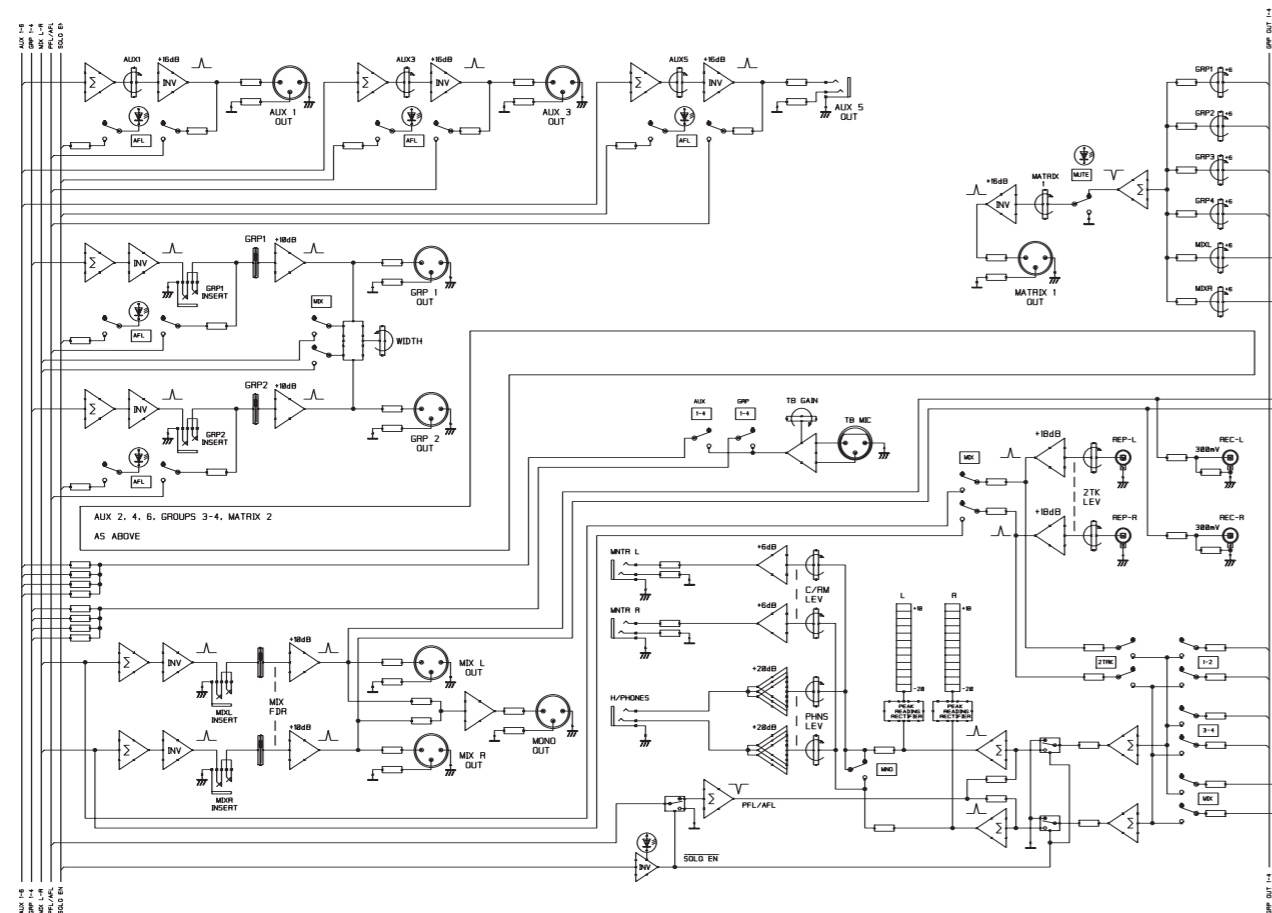 AUX 1-6
GRP 1-4
MIX L-R
PFL/AFL
SOLO EN
GRP OUT 1-4
AUX1
+16dB
INV
Σ
AUX 1
OUT
AFL
AUX3
+16dB
INV
Σ
AUX 3
OUT
AFL
AUX5
+16dB
INV
Σ
AUX 5
OUT
AFL
GRP1
+6
GRP2
+6
GRP3
+6
GRP4
+6
MIXL
+6
MIXR
+6
MUTE
Σ
MATRIX
1
+16dB
INV
MATRIX 1
OUT
Σ
INV
GRP1
INSERT
GRP1
+10dB
GRP 1
OUT
AFL
MIX
WIDTH
Σ
INV
GRP2
INSERT
GRP2
+10dB
GRP 2
OUT
AFL
AUX 2, 4, 6, GROUPS 3-4, MATRIX 2
AS ABOVE
AUX
1-4
GRP
1-4
TB GAIN
TB MIC
MIX
+18dB
+18dB
REP-L
2TK
LEV
REP-R
REC-L
300mV
REC-R
300mV
MNTR L
+6dB
MNTR R
+6dB
C/RM
LEV
H/PHONES
+20dB
+20dB
PHNS
LEV
L
+10
-20
PEAK
READING
RECTIFIER
R
+10
-20
PEAK
READING
RECTIFIER
2TRK
1-2
3-4
MIX
MNO
Σ
Σ
Σ
Σ
Σ
INV
MIXL
INSERT
+10dB
MIX L
OUT
MIX
FDR
MONO
OUT
Σ
INV
MIXR
INSERT
+10dB
MIX R
OUT
Σ
PFL/AFL
INV
SOLO EN
AUX 1-6
GRP 1-4
MIX L-R
PFL/AFL
SOLO EN
GRP OUT 1-4